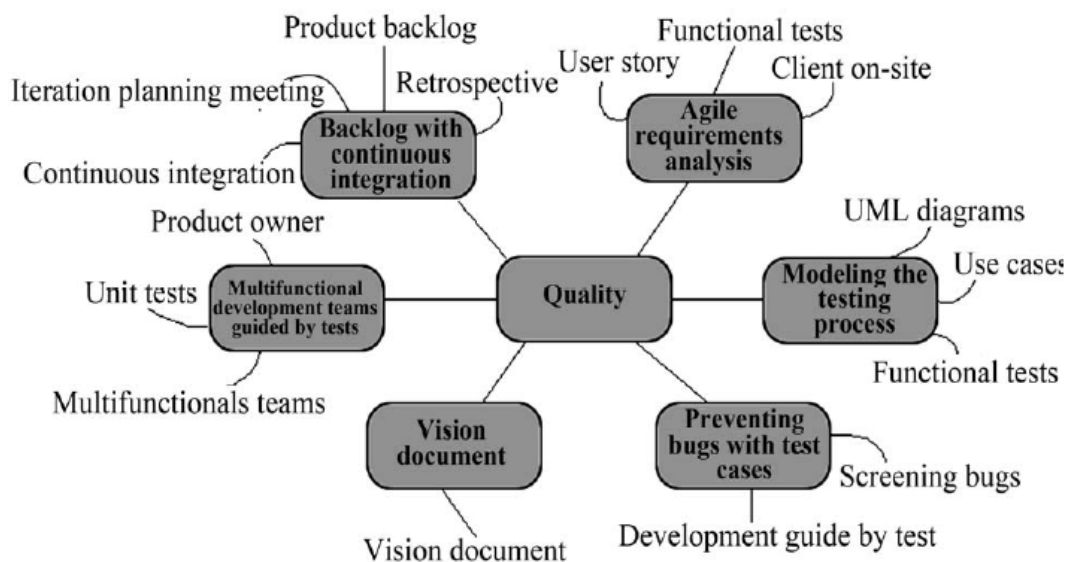 Product backlog
Functional tests
User story
Client on-site
Iteration planning meeting
Retrospective
Backlog with
continuous
integration
Agile
requirements
analysis
Continuous integration
Product owner
UML diagrams
Unit tests
Multifunctional
development teams
guided by tests
Quality
Modeling the
testing
process
Use cases
Multifunctionals teams
Functional tests
Vision
document
Preventing
bugs with test
cases
Screening bugs
Vision document
Development guide by test